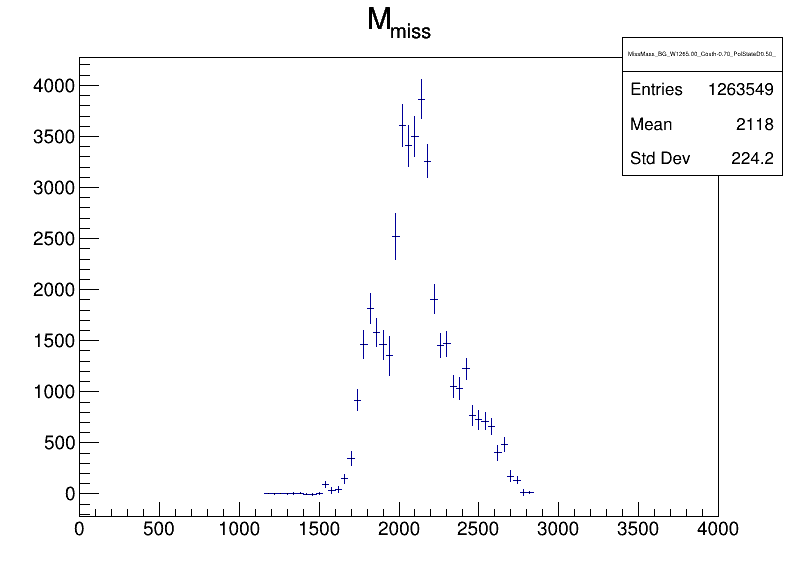 M_miss
MissMass_BG_W1265.00_Costh-0.70_PolStateD0.50_
Entries 1263549
Mean 2118
Std Dev 224.2
4000
3500
3000
2500
2000
1500
1000
500
0
0 500 1000 1500 2000 2500 3000 3500 4000